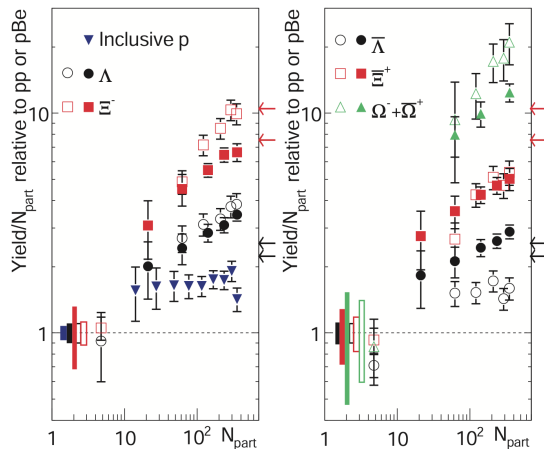 Yield/N_part relative to pp or pBe
Inclusive p
Λ
Ξ⁻
10
1
1
10
10²
N_part
Yield/N_part relative to pp or pBe
Λ̅
Ξ̅⁺
Ω⁻+Ω̅⁺
10
1
1
10
10²
N_part